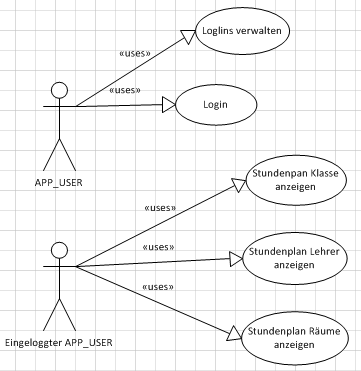 Loglins verwalten
«uses»
«uses»
Login
APP_USER
Stundenpan Klasse
anzeigen
«uses»
«uses»
Stundenplan Lehrer
anzeigen
«uses»
Stundenplan Räume
anzeigen
Eingeloggter APP_USER